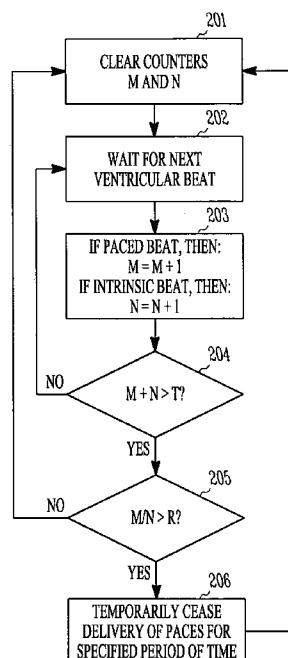 201
CLEAR COUNTERS
M AND N
202
WAIT FOR NEXT
VENTRICULAR BEAT
203
IF PACED BEAT, THEN:
M = M + 1
IF INTRINSIC BEAT, THEN:
N = N + 1
204
NO
M + N > T?
YES
205
NO
M/N > R?
YES
206
TEMPORARILY CEASE
DELIVERY OF PACES FOR
SPECIFIED PERIOD OF TIME